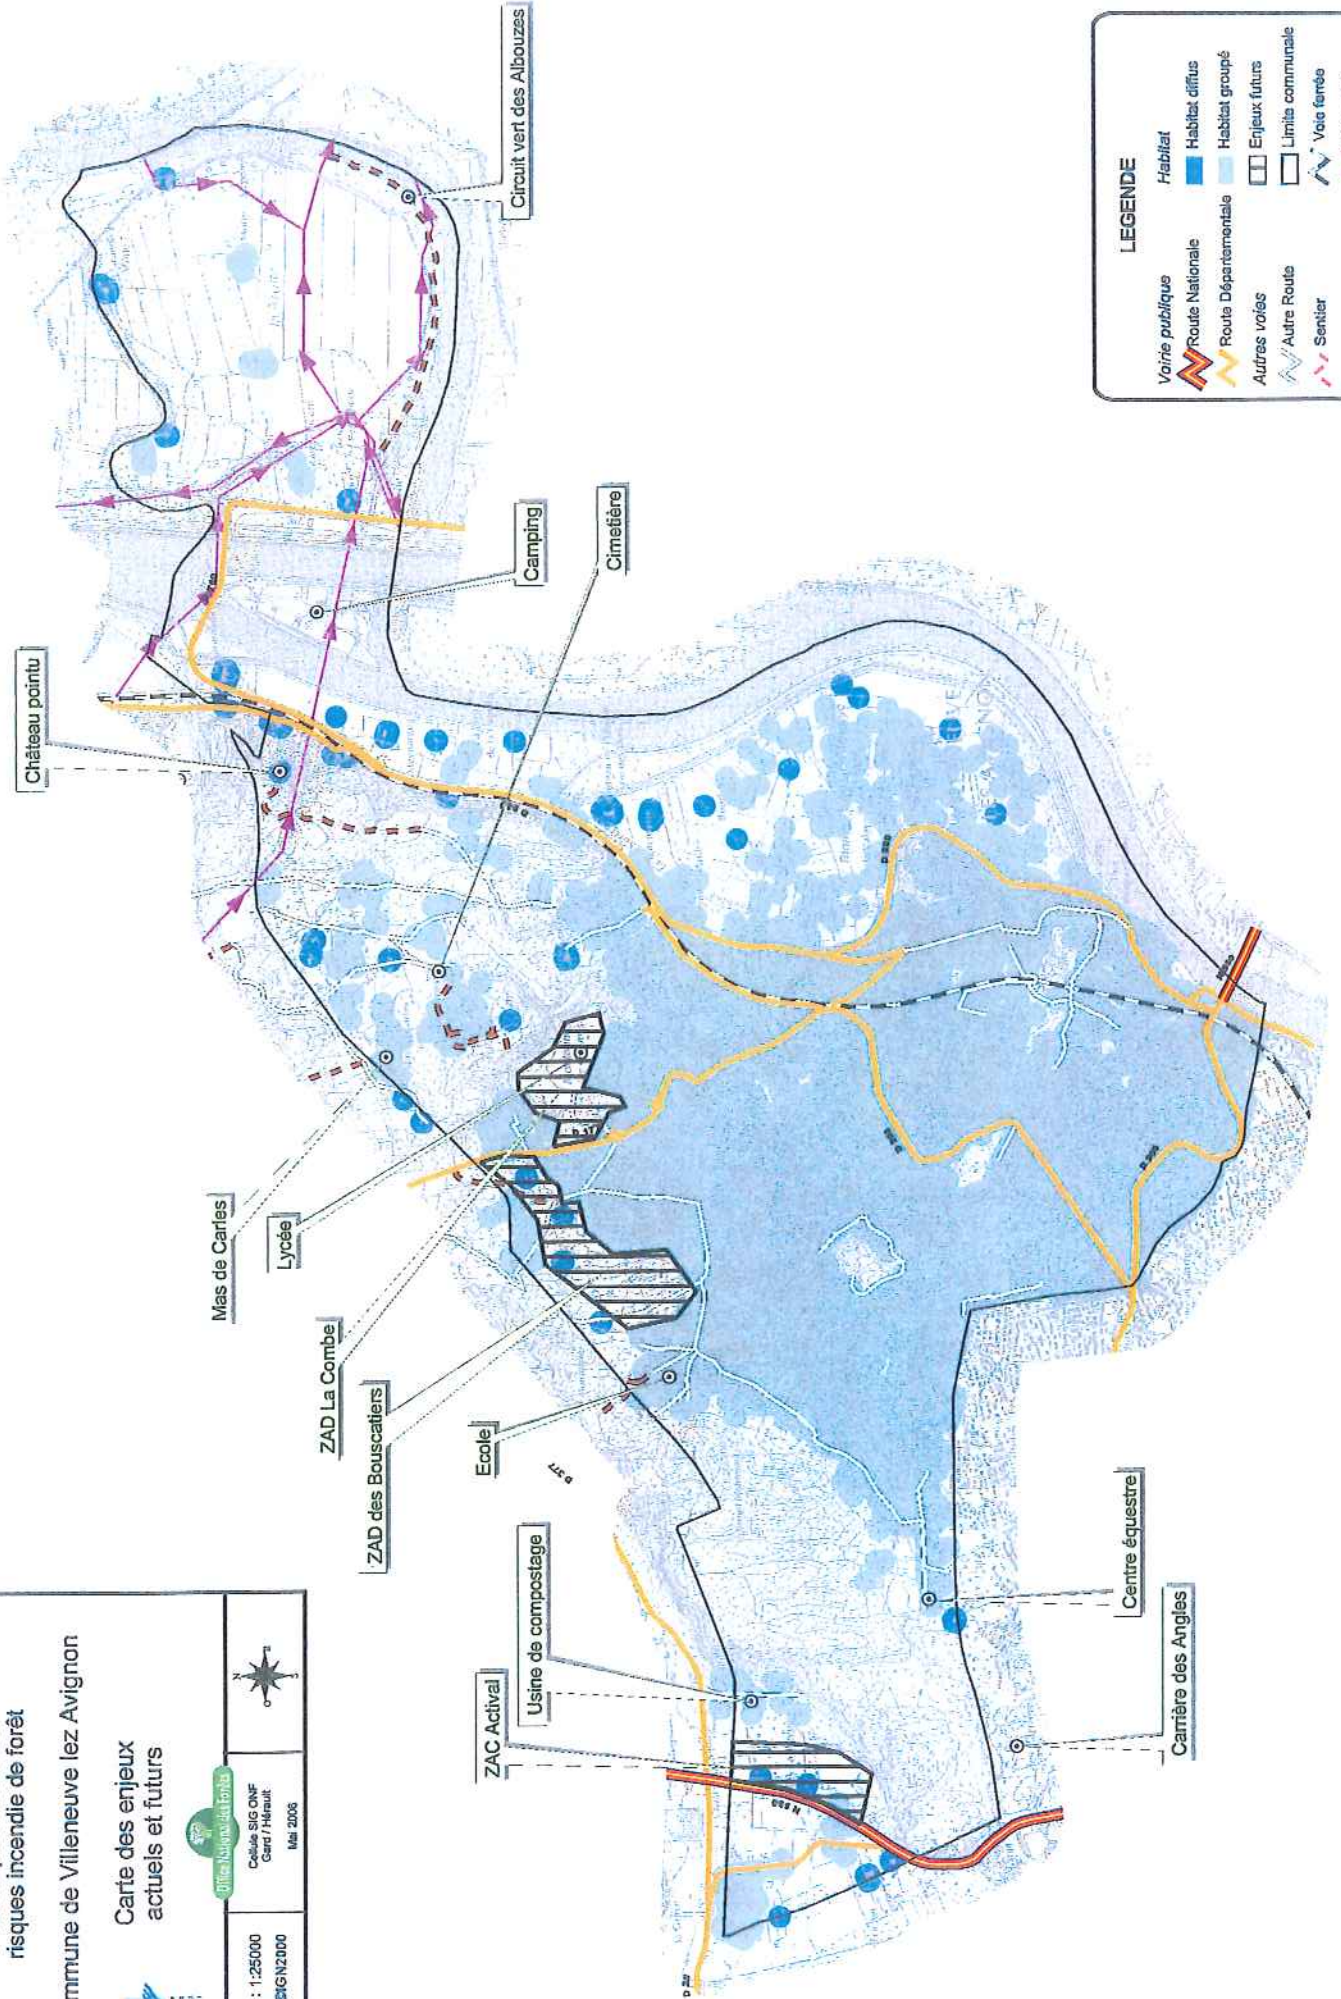 risques incendie de forêt
mmune de Villeneuve lez Avignon
Carte des enjeux
actuels et futurs
Office National des Forêts
: 1:25000
Cellule SIG ONF
Gard / Hérault
Mai 2006
N
O
S
Château pointu
Circuit vert des Albouzes
Camping
Cimetière
Mas de Carles
Lycée
ZAD La Combe
ZAD des Bouscatiers
Ecole
D 377
Usine de compostage
ZAC Actival
N 580
Centre équestre
Carrière des Angles
LEGENDE
Voirie publique
Route Nationale
Route Départementale
Autres voies
Autre Route
Sentier
Habitat
Habitat diffus
Habitat groupé
Enjeux futurs
Limite communale
Voie ferrée